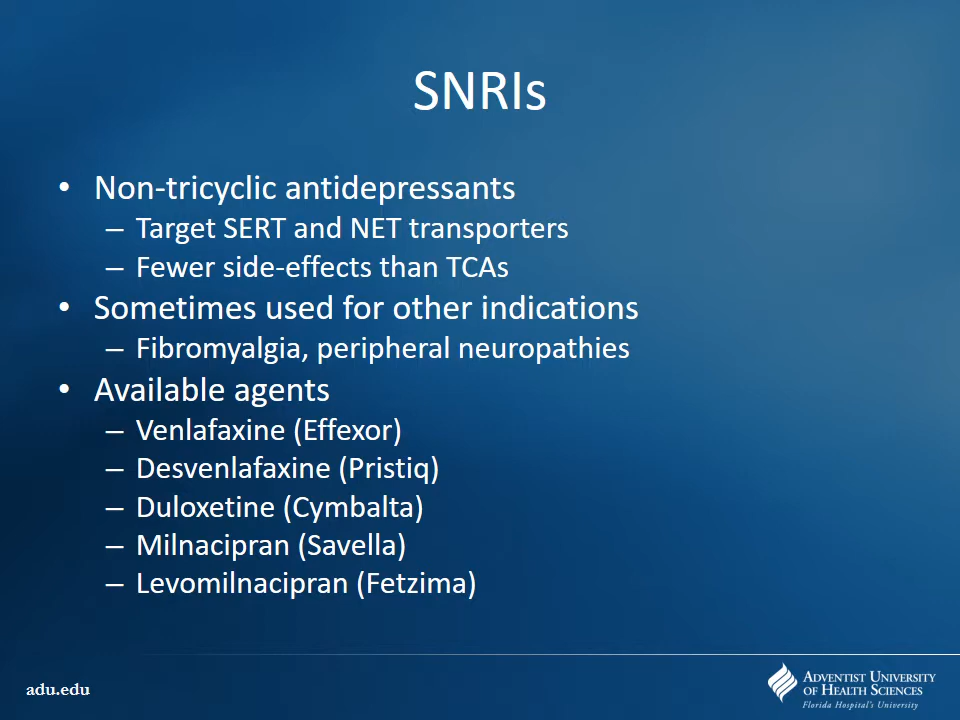 SNRIs
• Non-tricyclic antidepressants
– Target SERT and NET transporters
– Fewer side-effects than TCAs
• Sometimes used for other indications
– Fibromyalgia, peripheral neuropathies
• Available agents
– Venlafaxine (Effexor)
– Desvenlafaxine (Pristiq)
– Duloxetine (Cymbalta)
– Milnacipran (Savella)
– Levomilnacipran (Fetzima)
adu.edu
ADVENTIST UNIVERSITY
OF HEALTH SCIENCES
Florida Hospital's University